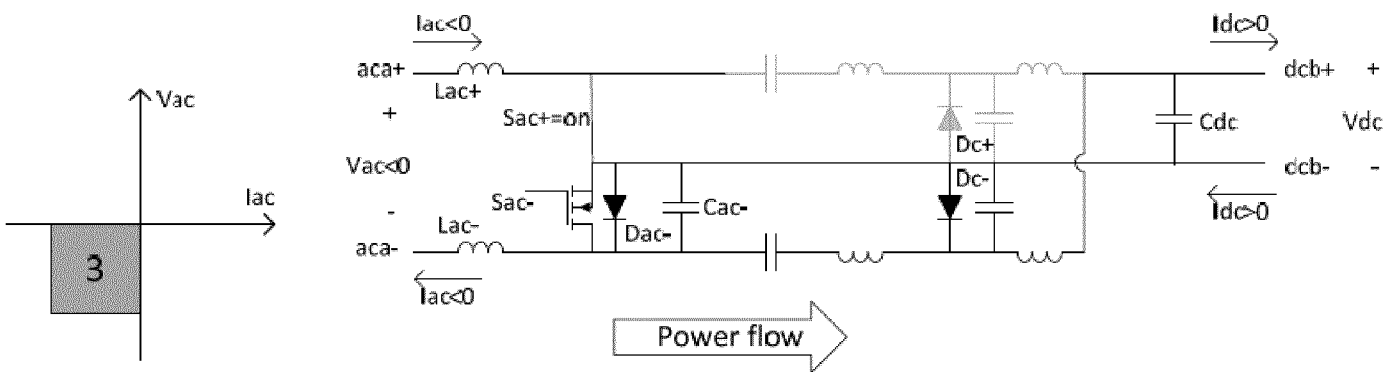 Vac
Iac
3
Iac<0
Idc>0
aca+
Lac+
dcb+
+
+
Sac+=on
Cdc
Vdc
Dc+
Vac<0
dcb-
-
Dc-
Sac-
Cac-
Dac-
-
Lac-
aca-
Idc>0
Iac<0
Power flow